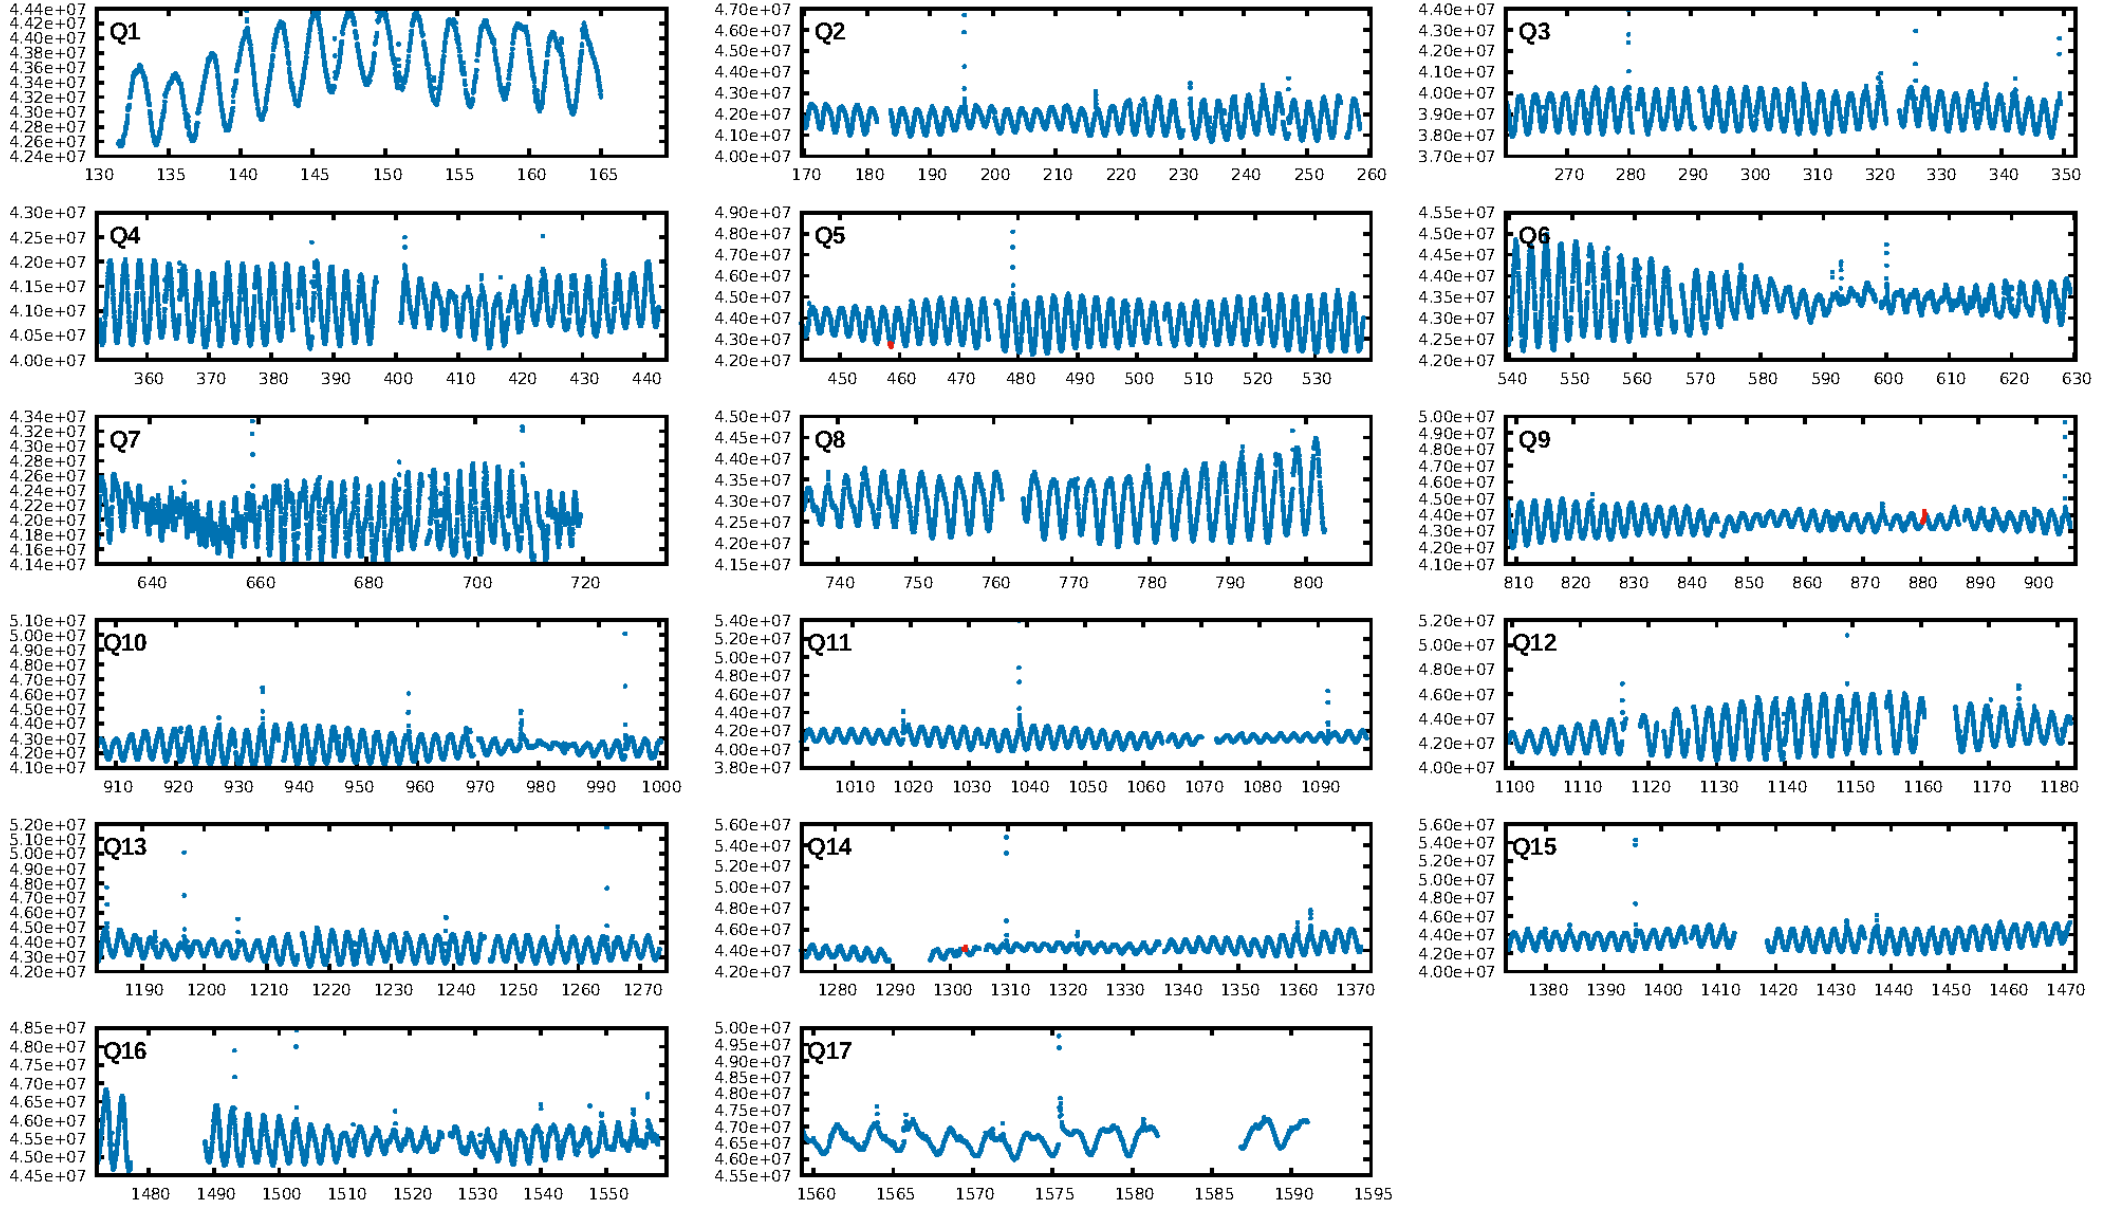 Q1
4.44e+07
4.42e+07
4.40e+07
4.38e+07
4.36e+07
4.34e+07
4.32e+07
4.30e+07
4.28e+07
4.26e+07
4.24e+07
130 135 140 145 150 155 160 165
Q2
4.70e+07
4.60e+07
4.50e+07
4.40e+07
4.30e+07
4.20e+07
4.10e+07
4.00e+07
170 180 190 200 210 220 230 240 250 260
Q3
4.40e+07
4.30e+07
4.20e+07
4.10e+07
4.00e+07
3.90e+07
3.80e+07
3.70e+07
270 280 290 300 310 320 330 340 350
Q4
4.30e+07
4.25e+07
4.20e+07
4.15e+07
4.10e+07
4.05e+07
4.00e+07
360 370 380 390 400 410 420 430 440
Q5
4.90e+07
4.80e+07
4.70e+07
4.60e+07
4.50e+07
4.40e+07
4.30e+07
4.20e+07
450 460 470 480 490 500 510 520 530
Q6
4.55e+07
4.50e+07
4.45e+07
4.40e+07
4.35e+07
4.30e+07
4.25e+07
4.20e+07
540 550 560 570 580 590 600 610 620 630
Q7
4.34e+07
4.32e+07
4.30e+07
4.28e+07
4.26e+07
4.24e+07
4.22e+07
4.20e+07
4.18e+07
4.16e+07
4.14e+07
640 660 680 700 720
Q8
4.50e+07
4.45e+07
4.40e+07
4.35e+07
4.30e+07
4.25e+07
4.20e+07
4.15e+07
740 750 760 770 780 790 800
Q9
5.00e+07
4.90e+07
4.80e+07
4.70e+07
4.60e+07
4.50e+07
4.40e+07
4.30e+07
4.20e+07
4.10e+07
810 820 830 840 850 860 870 880 890 900
Q10
5.10e+07
5.00e+07
4.90e+07
4.80e+07
4.70e+07
4.60e+07
4.50e+07
4.40e+07
4.30e+07
4.20e+07
4.10e+07
910 920 930 940 950 960 970 980 990 1000
Q11
5.40e+07
5.20e+07
5.00e+07
4.80e+07
4.60e+07
4.40e+07
4.20e+07
4.00e+07
3.80e+07
1010 1020 1030 1040 1050 1060 1070 1080 1090
Q12
5.20e+07
5.00e+07
4.80e+07
4.60e+07
4.40e+07
4.20e+07
4.00e+07
1100 1110 1120 1130 1140 1150 1160 1170 1180
Q13
5.20e+07
5.10e+07
5.00e+07
4.90e+07
4.80e+07
4.70e+07
4.60e+07
4.50e+07
4.40e+07
4.30e+07
4.20e+07
1190 1200 1210 1220 1230 1240 1250 1260 1270
Q14
5.60e+07
5.40e+07
5.20e+07
5.00e+07
4.80e+07
4.60e+07
4.40e+07
4.20e+07
1280 1290 1300 1310 1320 1330 1340 1350 1360 1370
Q15
5.60e+07
5.40e+07
5.20e+07
5.00e+07
4.80e+07
4.60e+07
4.40e+07
4.20e+07
4.00e+07
1380 1390 1400 1410 1420 1430 1440 1450 1460 1470
Q16
4.85e+07
4.80e+07
4.75e+07
4.70e+07
4.65e+07
4.60e+07
4.55e+07
4.50e+07
4.45e+07
1480 1490 1500 1510 1520 1530 1540 1550
Q17
5.00e+07
4.95e+07
4.90e+07
4.85e+07
4.80e+07
4.75e+07
4.70e+07
4.65e+07
4.60e+07
4.55e+07
1560 1565 1570 1575 1580 1585 1590 1595